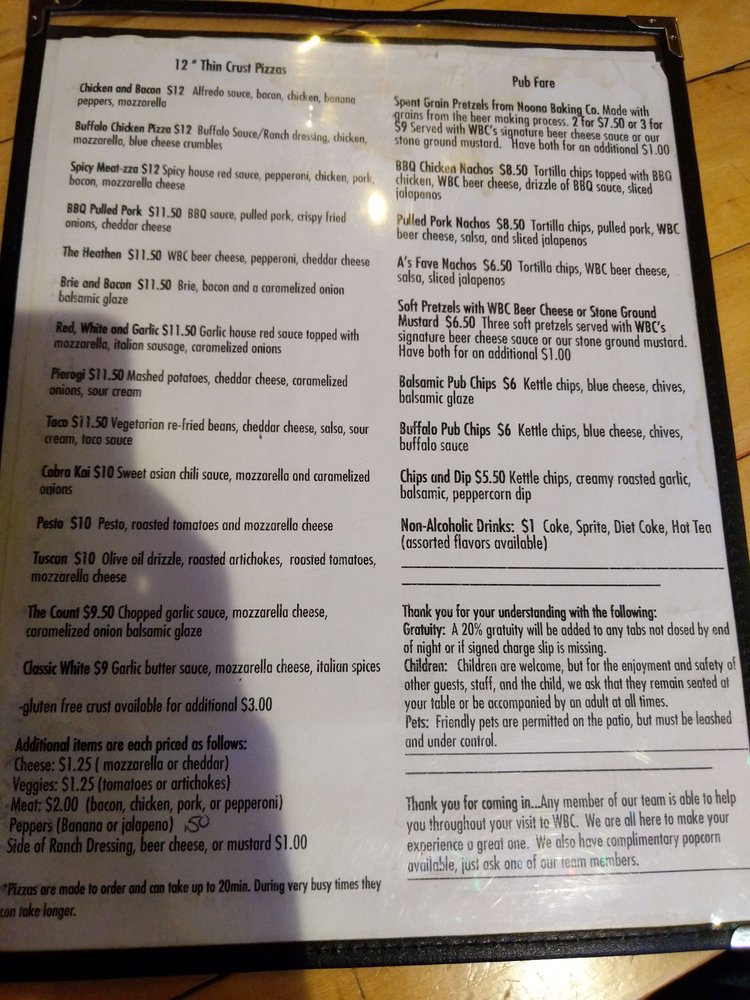 12 " Thin Crust Pizzas
Chicken and Bacon $12 Alfredo sauce, bacon, chicken, banana
peppers, mozzarella
Buffalo Chicken Pizza $12 Buffalo Sauce/Ranch dressing, chicken,
mozzarella, blue cheese crumbles
Spicy Meat-zza $12 Spicy house red sauce, pepperoni, chicken, pork,
bacon, mozzarella cheese
BBQ Pulled Pork $11.50 BBQ sauce, pulled pork, crispy fried
onions, cheddar cheese
The Heathen $11.50 WBC beer cheese, pepperoni, cheddar cheese
Brie and Bacon $11.50 Brie, bacon and a caramelized onion
balsamic glaze
Red, White and Garlic $11.50 Garlic house red sauce topped with
mozzarella, italian sausage, caramelized onions
Pierogi $11.50 Mashed potatoes, cheddar cheese, caramelized
onions, sour cream
Taco $11.50 Vegetarian re-fried beans, cheddar cheese, salsa, sour
cream, taco sauce
Cobra Kai $10 Sweet asian chili sauce, mozzarella and caramelized
onions
Pesto $10 Pesto, roasted tomatoes and mozzarella cheese
Tuscan $10 Olive oil drizzle, roasted artichokes, roasted tomatoes,
mozzarella cheese
The Count $9.50 Chopped garlic sauce, mozzarella cheese,
caramelized onion balsamic glaze
Classic White $9 Garlic butter sauce, mozzarella cheese, italian spices
-gluten free crust available for additional $3.00
Additional items are each priced as follows:
Cheese: $1.25 ( mozzarella or cheddar)
Veggies: $1.25 (tomatoes or artichokes)
Meat: $2.00 (bacon, chicken, pork, or pepperoni)
Peppers (Banana or jalapeno) .50
Side of Ranch Dressing, beer cheese, or mustard $1.00
*Pizzas are made to order and can take up to 20min. During very busy times they
can take longer.
Pub Fare
Spent Grain Pretzels from Noona Baking Co. Made with
grains from the beer making process. 2 for $7.50 or 3 for
$9 Served with WBC's signature beer cheese sauce or our
stone ground mustard. Have both for an additional $1.00
BBQ Chicken Nachos $8.50 Tortilla chips topped with BBQ
chicken, WBC beer cheese, drizzle of BBQ sauce, sliced
jalapenos
Pulled Pork Nachos $8.50 Tortilla chips, pulled pork, WBC
beer cheese, salsa, and sliced jalapenos
A's Fave Nachos $6.50 Tortilla chips, WBC beer cheese,
salsa, sliced jalapenos
Soft Pretzels with WBC Beer Cheese or Stone Ground
Mustard $6.50 Three soft pretzels served with WBC's
signature beer cheese sauce or our stone ground mustard.
Have both for an additional $1.00
Balsamic Pub Chips $6 Kettle chips, blue cheese, chives,
balsamic glaze
Buffalo Pub Chips $6 Kettle chips, blue cheese, chives,
buffalo sauce
Chips and Dip $5.50 Kettle chips, creamy roasted garlic,
balsamic, peppercorn dip
Non-Alcoholic Drinks: $1 Coke, Sprite, Diet Coke, Hot Tea
(assorted flavors available)
Thank you for your understanding with the following:
Gratuity: A 20% gratuity will be added to any tabs not closed by end
of night or if signed charge slip is missing.
Children: Children are welcome, but for the enjoyment and safety of
other guests, staff, and the child, we ask that they remain seated at
your table or be accompanied by an adult at all times.
Pets: Friendly pets are permitted on the patio, but must be leashed
and under control.
Thank you for coming in...Any member of our team is able to help
you throughout your visit to WBC. We are all here to make your
experience a great one. We also have complimentary popcorn
available, just ask one of our team members.